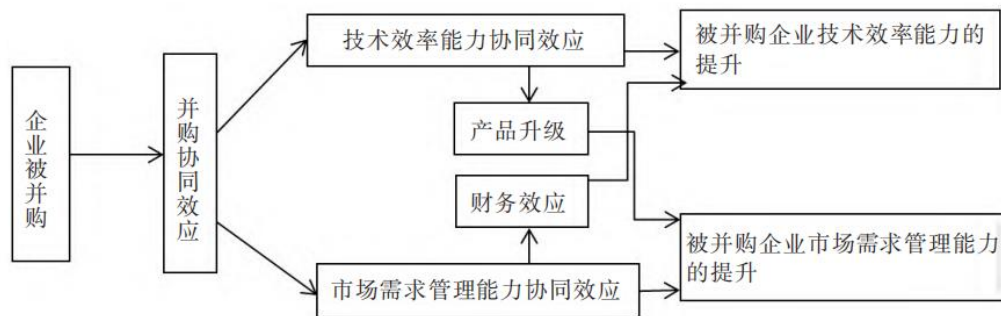 企业被并购
并购协同效应
技术效率能力协同效应
产品升级
财务效应
市场需求管理能力协同效应
被并购企业技术效率能力的
提升
被并购企业市场需求管理能力
的提升